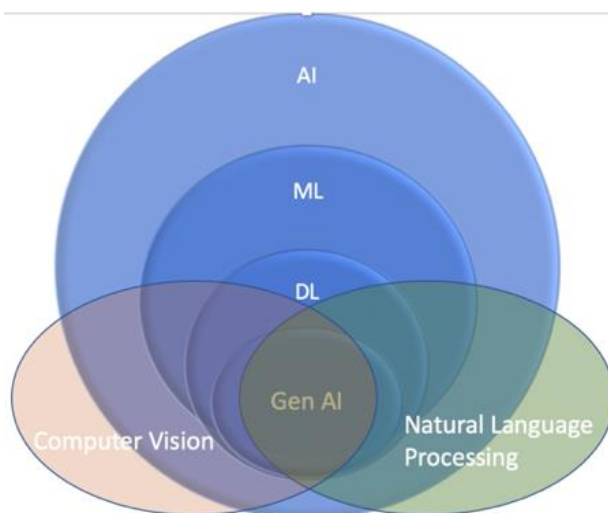 AI
ML
DL
Gen AI
Computer Vision
Natural Language
Processing